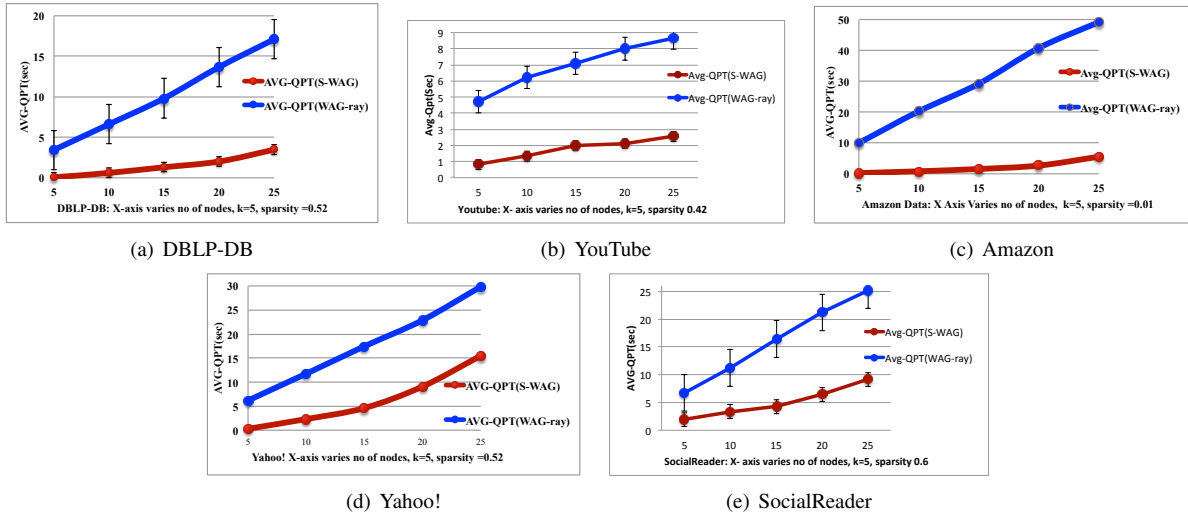 20
15
10
5
0
AVG-QPT(sec)
AVG-QPT(S-WAG)
AVG-QPT(WAG-ray)
5 10 15 20 25
DBLP-DB: X-axis varies no of nodes, k=5, sparsity =0.52
(a) DBLP-DB
9
8
7
6
5
4
3
2
1
0
Avg-Qpt(Sec)
Avg-QPT(S-WAG)
Avg-QPT(WAG-ray)
5 10 15 20 25
Youtube: X- axis varies no of nodes, k=5, sparsity 0.42
(b) YouTube
50
40
30
20
10
0
AVG-QPT(sec)
Avg-QPT(S-WAG)
Avg-QPT(WAG-ray)
5 10 15 20 25
Amazon Data: X Axis Varies no of nodes, k=5, sparsity =0.01
(c) Amazon
30
25
20
15
10
5
0
AVG-QPT(sec)
AVG-QPT(S-WAG)
AVG-QPT(WAG-ray)
5 10 15 20 25
Yahoo! X-axis varies no of nodes, k=5, sparsity =0.52
(d) Yahoo!
25
20
15
10
5
0
AVG-QPT(sec)
Avg-QPT(S-WAG)
Avg-QPT(WAG-ray)
5 10 15 20 25
SocialReader: X- axis varies no of nodes, k=5, sparsity 0.6
(e) SocialReader